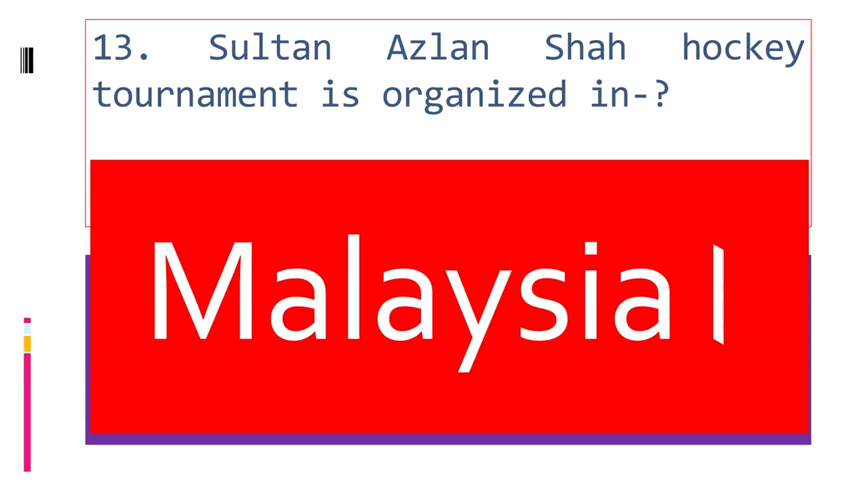 13. Sultan Azlan Shah hockey
tournament is organized in-?
Malaysia।